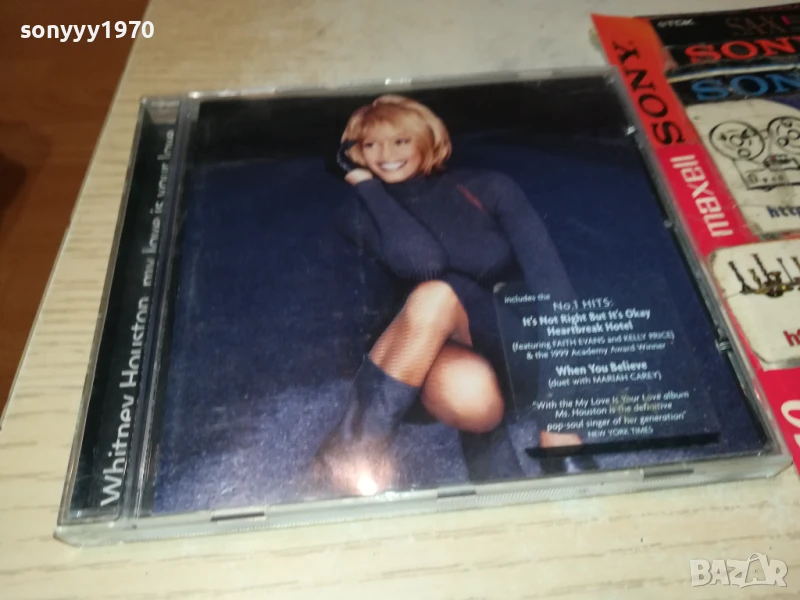 sonyyy1970
Whitney Houston my love is your love
includes the
No.1 HITS:
It's Not Right But It's Okay
Heartbreak Hotel
(featuring FAITH EVANS and KELLY PRICE)
& the 1999 Academy Award Winner
When You Believe
(duet with MARIAH CAREY)
"With the My Love Is Your Love album
Ms. Houston is the definitive
pop-soul singer of her generation"
NEW YORK TIMES
TDK
SONY
SONY
maxell
BAZAR